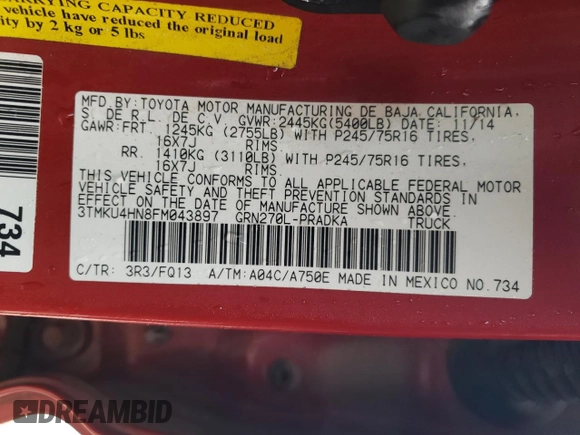 CARRYING CAPACITY REDUCED
vehicle have reduced the original load
by 2 kg or 5 lbs
734
MFD BY: TOYOTA MOTOR MANUFACTURING DE BAJA CALIFORNIA,
S. DE R.L. DE C.V. GVWR: 2445KG(5400LB) DATE: 11/14
GAWR:FRT. 1245KG (2755LB) WITH P245/75R16 TIRES,
16X7J RIMS
RR. 1410KG (3110LB) WITH P245/75R16 TIRES,
16X7J RIMS
THIS VEHICLE CONFORMS TO ALL APPLICABLE FEDERAL MOTOR
VEHICLE SAFETY AND THEFT PREVENTION STANDARDS IN
EFFECT ON THE DATE OF MANUFACTURE SHOWN ABOVE.
3TMKU4HN8FM043897 GRN270L-PRADKA TRUCK
C/TR: 3R3/FQ13 A/TM: A04C/A750E MADE IN MEXICO NO.734
DREAMBID